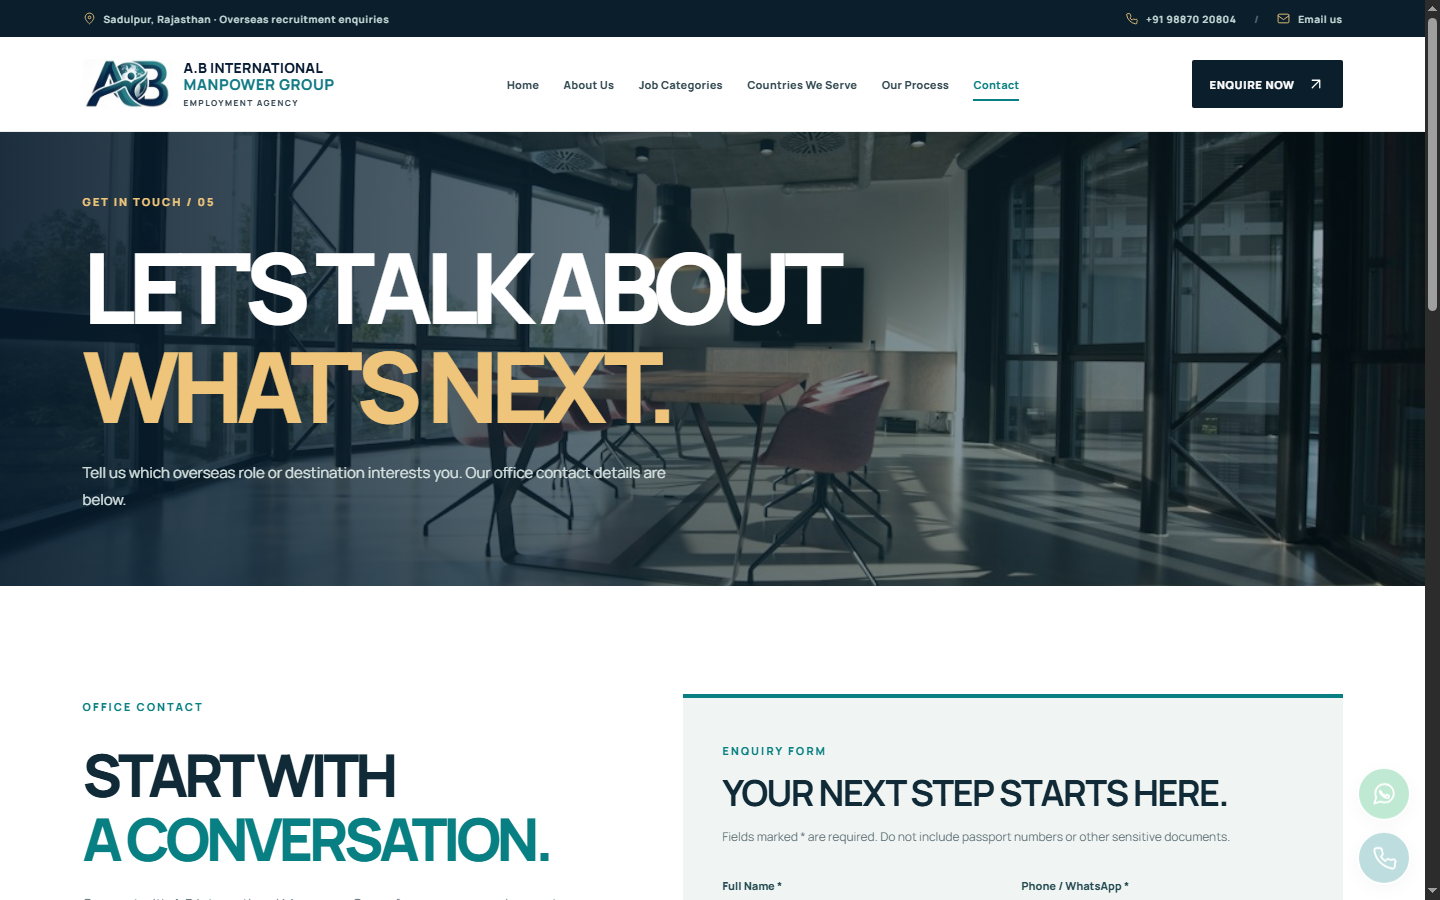 Sadulpur, Rajasthan · Overseas recruitment enquiries
+91 98870 20804 / Email us
A.B INTERNATIONAL
MANPOWER GROUP
EMPLOYMENT AGENCY
Home About Us Job Categories Countries We Serve Our Process Contact
ENQUIRE NOW
GET IN TOUCH / 05
LET'S TALK ABOUT
WHAT'S NEXT.
Tell us which overseas role or destination interests you. Our office contact details are
below.
OFFICE CONTACT
START WITH
A CONVERSATION.
ENQUIRY FORM
YOUR NEXT STEP STARTS HERE.
Fields marked * are required. Do not include passport numbers or other sensitive documents.
Full Name * Phone / WhatsApp *